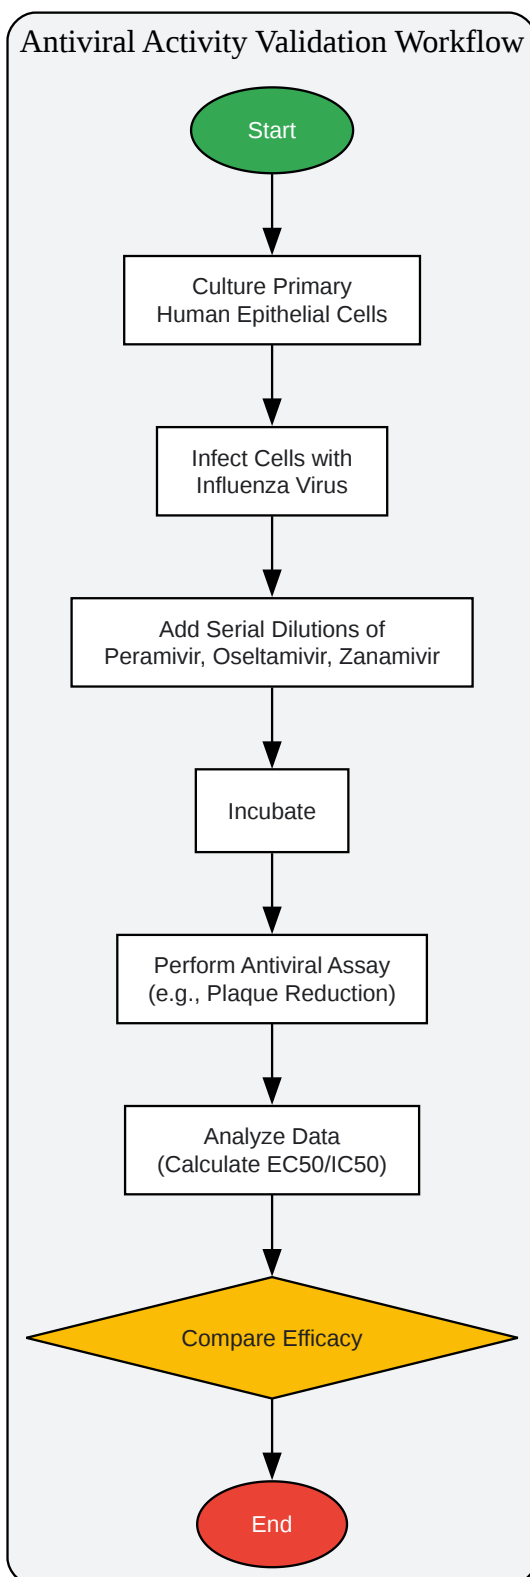 Antiviral Activity Validation Workflow
Start
Culture Primary
Human Epithelial Cells
Infect Cells with
Influenza Virus
Add Serial Dilutions of
Peramivir, Oseltamivir, Zanamivir
Incubate
Perform Antiviral Assay
(e.g., Plaque Reduction)
Analyze Data
(Calculate EC50/IC50)
Compare Efficacy
End